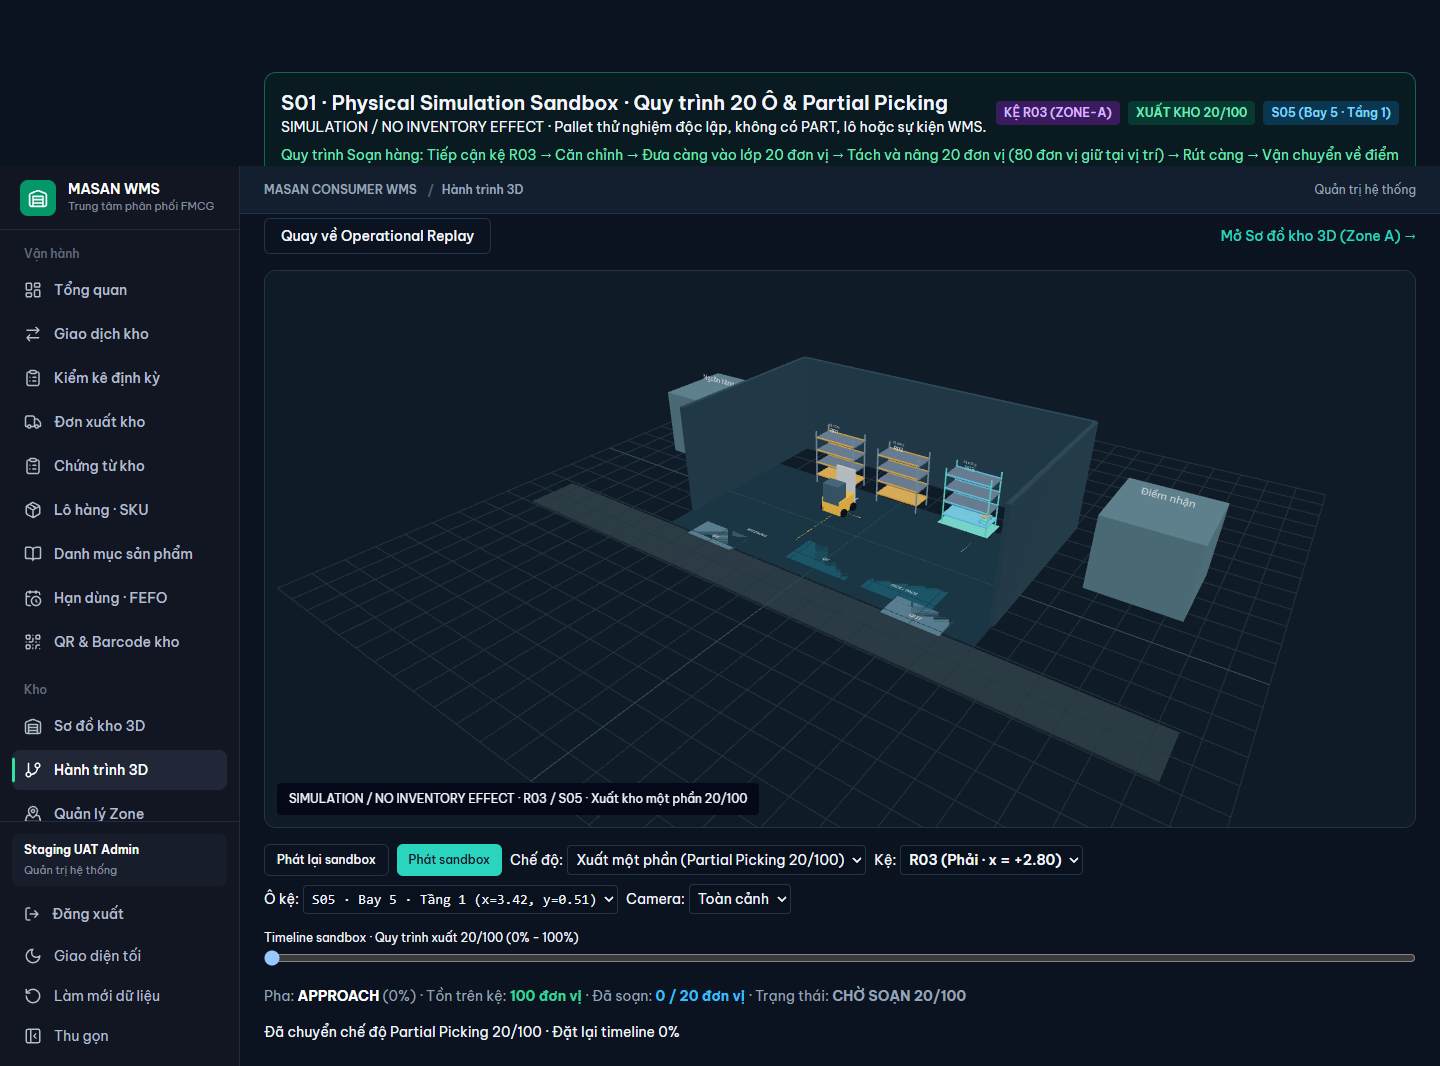 S01 · Physical Simulation Sandbox · Quy trình 20 Ô & Partial Picking
KỆ R03 (ZONE-A)
XUẤT KHO 20/100
S05 (Bay 5 · Tầng 1)
SIMULATION / NO INVENTORY EFFECT · Pallet thử nghiệm độc lập, không có PART, lô hoặc sự kiện WMS.
Quy trình Soạn hàng: Tiếp cận kệ R03 → Căn chỉnh → Đưa càng vào lớp 20 đơn vị → Tách và nâng 20 đơn vị (80 đơn vị giữ tại vị trí) → Rút càng → Vận chuyển về điểm
MASAN WMS
Trung tâm phân phối FMCG
MASAN CONSUMER WMS / Hành trình 3D
Quản trị hệ thống
Vận hành
Tổng quan
Giao dịch kho
Kiểm kê định kỳ
Đơn xuất kho
Chứng từ kho
Lô hàng · SKU
Danh mục sản phẩm
Hạn dùng · FEFO
QR & Barcode kho
Kho
Sơ đồ kho 3D
Hành trình 3D
Quản lý Zone
Staging UAT Admin
Quản trị hệ thống
Đăng xuất
Giao diện tối
Làm mới dữ liệu
Thu gọn
Quay về Operational Replay
Mở Sơ đồ kho 3D (Zone A) →
Điểm nhận
SIMULATION / NO INVENTORY EFFECT · R03 / S05 · Xuất kho một phần 20/100
Phát lại sandbox
Phát sandbox
Chế độ: Xuất một phần (Partial Picking 20/100)
Kệ: R03 (Phải · x = +2.80)
Ô kệ: S05 · Bay 5 · Tầng 1 (x=3.42, y=0.51)
Camera: Toàn cảnh
Timeline sandbox · Quy trình xuất 20/100 (0% - 100%)
Pha: APPROACH (0%) · Tồn trên kệ: 100 đơn vị · Đã soạn: 0 / 20 đơn vị · Trạng thái: CHỜ SOẠN 20/100
Đã chuyển chế độ Partial Picking 20/100 · Đặt lại timeline 0%